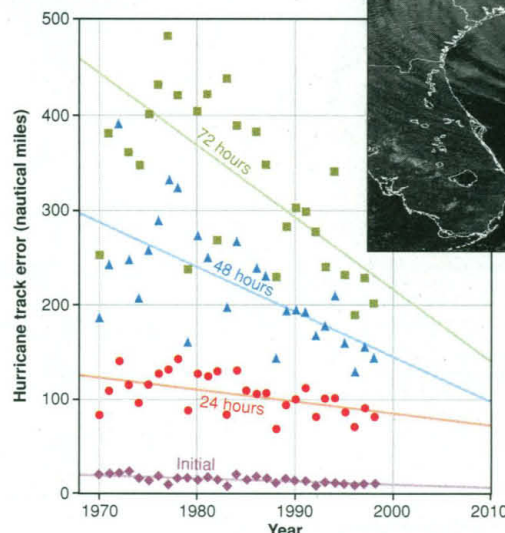 500
400
300
200
100
0
Hurricane track error (nautical miles)
72 hours
48 hours
24 hours
Initial
1970
1980
1990
2000
2010
Year